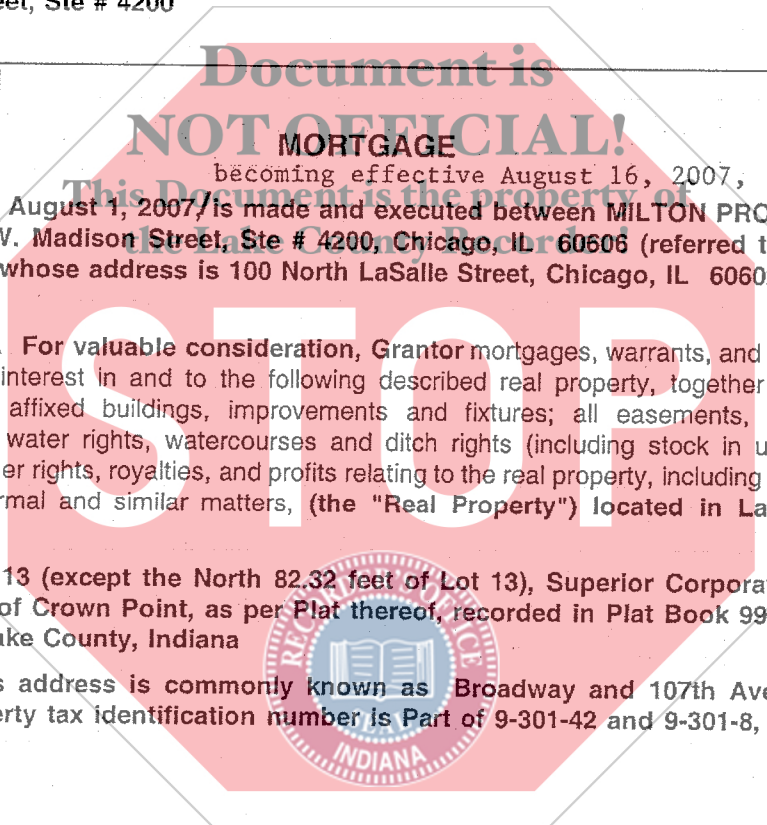 eet, Ste # 4200
Document is
NOT OFFICIAL!
MORTGAGE
becoming effective August 16, 2007,
This Document is the property of
August 1, 2007/is made and executed between MILTON PRO
the Lake County Recorder!
W. Madison Street, Ste # 4200, Chicago, IL 60606 (referred t
whose address is 100 North LaSalle Street, Chicago, IL 6060
STOP
For valuable consideration, Grantor mortgages, warrants, and
interest in and to the following described real property, together
affixed buildings, improvements and fixtures; all easements,
water rights, watercourses and ditch rights (including stock in u
er rights, royalties, and profits relating to the real property, including
rmal and similar matters, (the "Real Property") located in La
13 (except the North 82.32 feet of Lot 13), Superior Corpora
of Crown Point, as per Plat thereof, recorded in Plat Book 99
ake County, Indiana
s address is commonly known as Broadway and 107th Ave
erty tax identification number is Part of 9-301-42 and 9-301-8,
SEAL
INDIANA